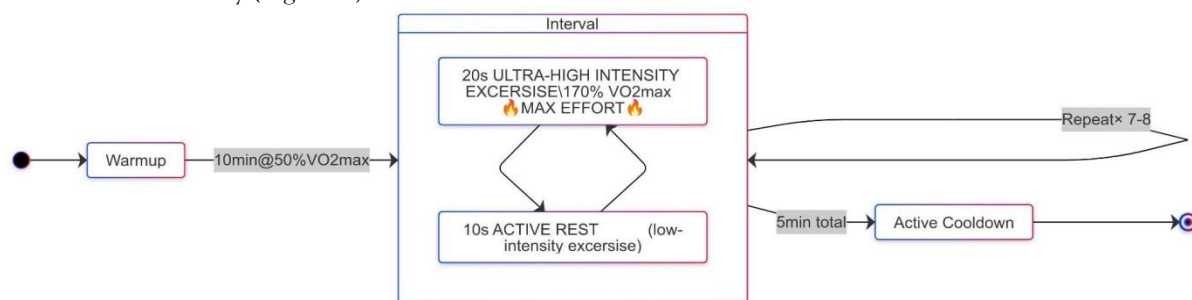 Interval
20s ULTRA-HIGH INTENSITY
EXCERSISE\170% VO2max
🔥MAX EFFORT🔥
Repeat× 7-8
Warmup
10min@50%VO2max
10s ACTIVE REST (low-
intensity excersise)
5min total
Active Cooldown